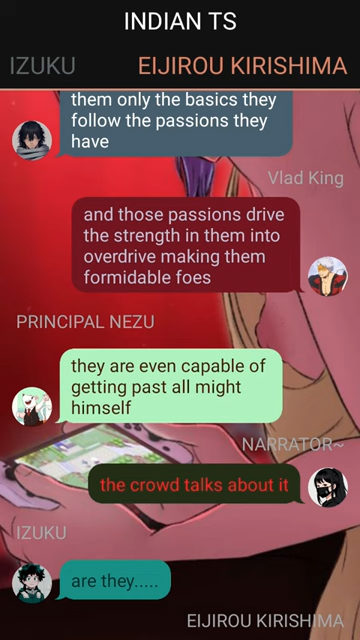 INDIAN TS
IZUKU EIJIROU KIRISHIMA
them only the basics they
follow the passions they
have
Vlad King
and those passions drive
the strength in them into
overdrive making them
formidable foes
PRINCIPAL NEZU
they are even capable of
getting past all might
himself
NARRATOR~
the crowd talks about it
IZUKU
are they.....
EIJIROU KIRISHIMA